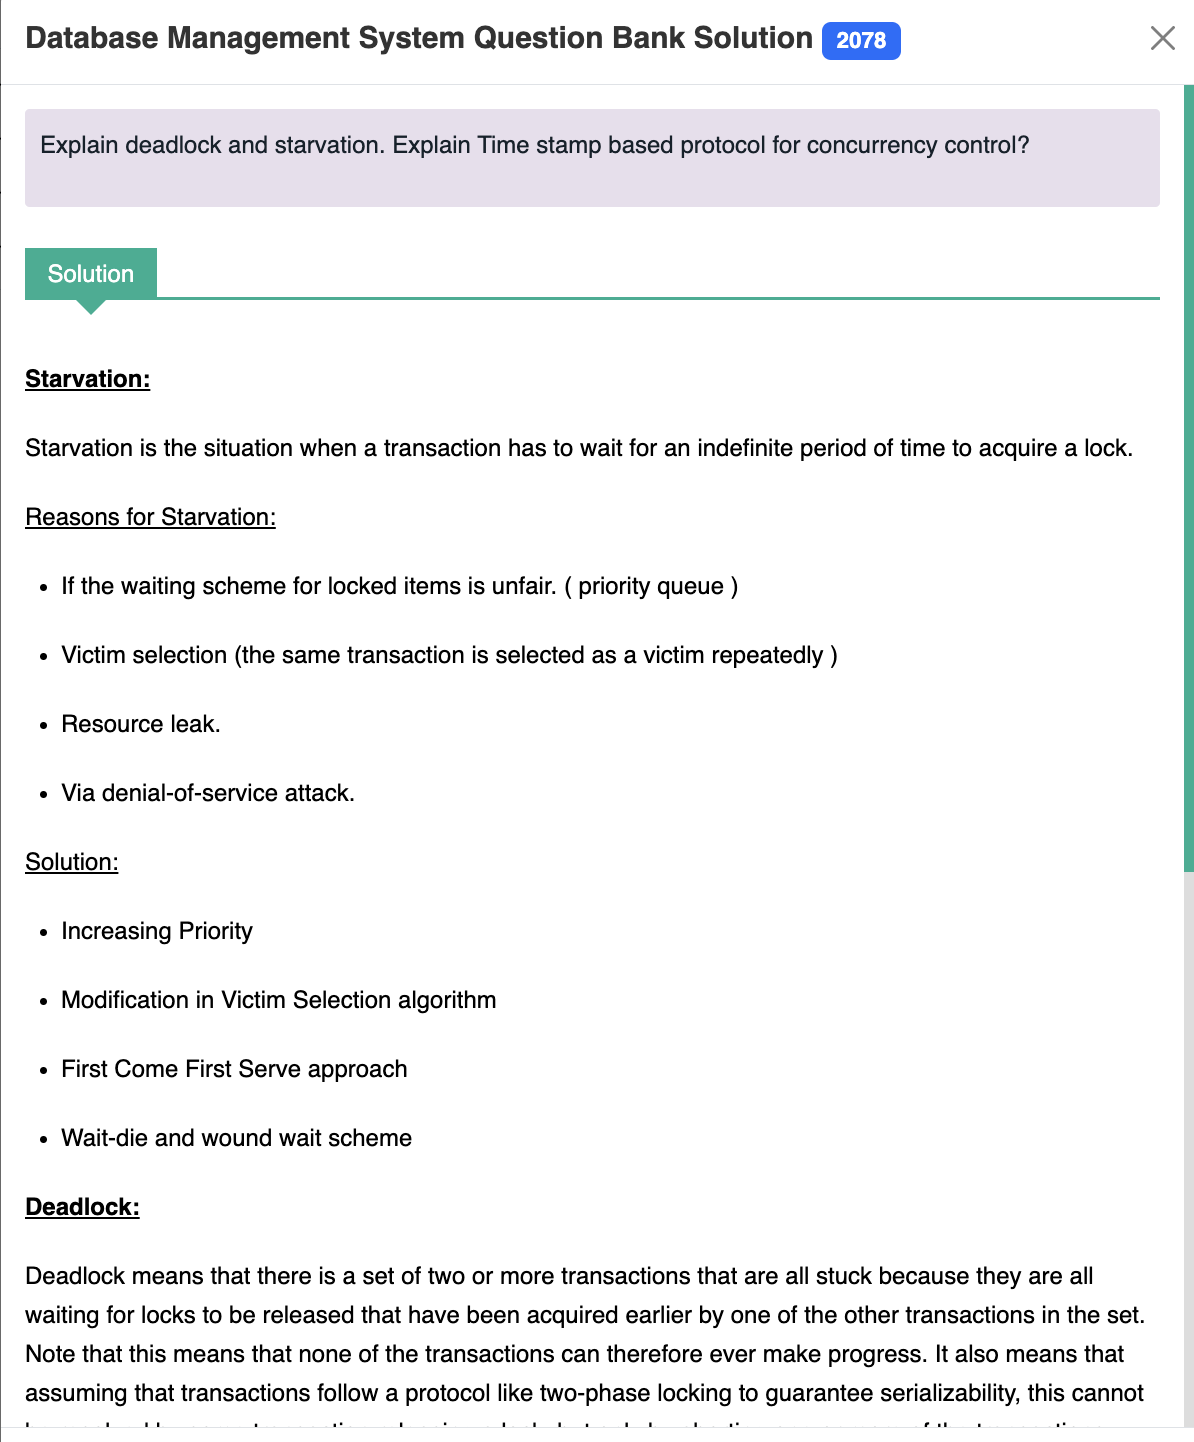 Database Management System Question Bank Solution 2078
Explain deadlock and starvation. Explain Time stamp based protocol for concurrency control?
Solution
Starvation:
Starvation is the situation when a transaction has to wait for an indefinite period of time to acquire a lock.
Reasons for Starvation:
• If the waiting scheme for locked items is unfair. ( priority queue )
• Victim selection (the same transaction is selected as a victim repeatedly )
• Resource leak.
• Via denial-of-service attack.
Solution:
• Increasing Priority
• Modification in Victim Selection algorithm
• First Come First Serve approach
• Wait-die and wound wait scheme
Deadlock:
Deadlock means that there is a set of two or more transactions that are all stuck because they are all
waiting for locks to be released that have been acquired earlier by one of the other transactions in the set.
Note that this means that none of the transactions can therefore ever make progress. It also means that
assuming that transactions follow a protocol like two-phase locking to guarantee serializability, this cannot